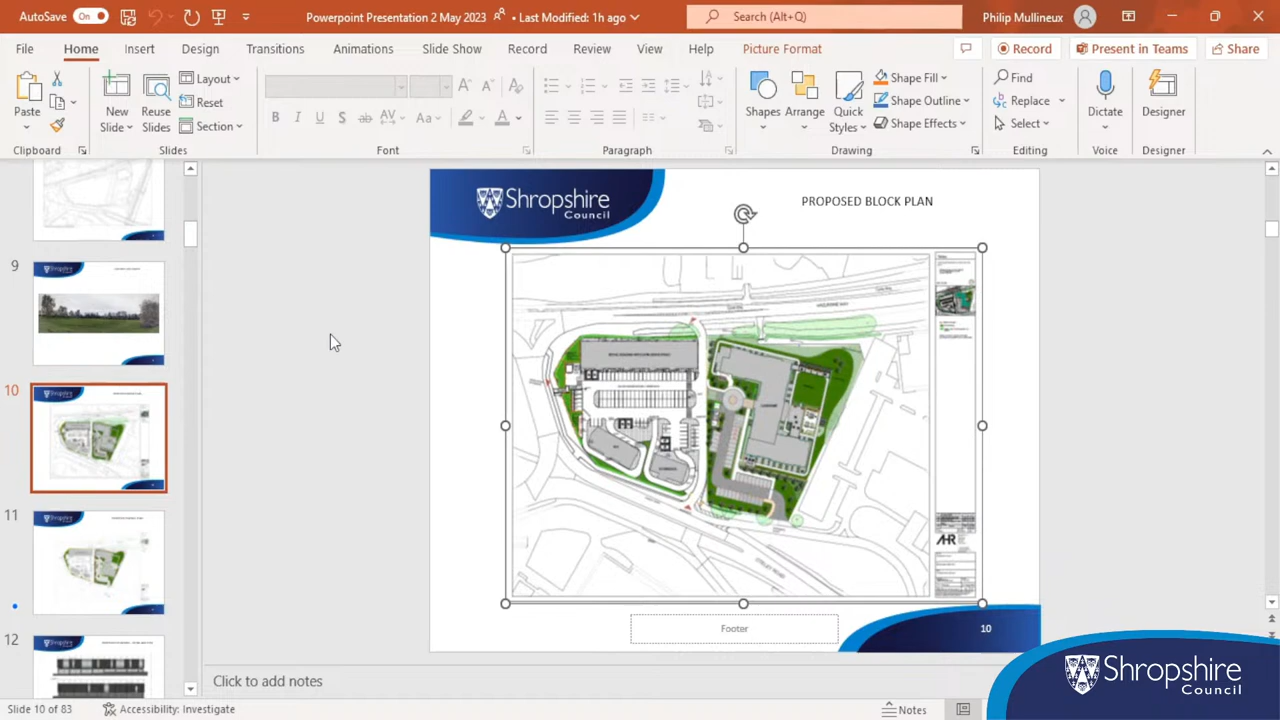 AutoSave On Powerpoint Presentation 2 May 2023 • Last Modified: 1h ago Search (Alt+Q) Philip Mullineux
File Home Insert Design Transitions Animations Slide Show Record Review View Help Picture Format Record Present in Teams Share
Paste New Slide Reuse Slides Layout Reset Section Shapes Arrange Quick Styles Shape Fill Shape Outline Shape Effects Find Replace Select Dictate Designer
Clipboard Slides Font Paragraph Drawing Editing Voice Designer
Shropshire
Council
PROPOSED BLOCK PLAN
9
10
11
12
AHR
Footer
10
Click to add notes
Slide 10 of 83 Accessibility: Investigate Notes
Shropshire
Council